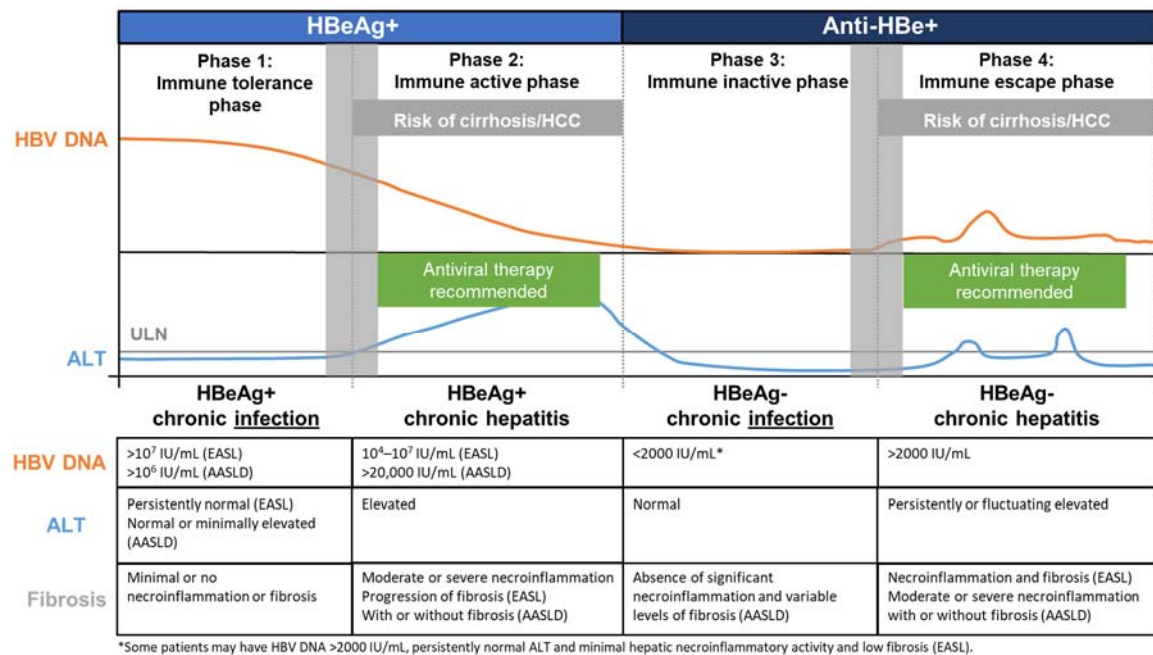 HBeAg+
Anti-HBe+
Phase 1:
Immune tolerance
phase
Phase 2:
Immune active phase
Phase 3:
Immune inactive phase
Phase 4:
Immune escape phase
Risk of cirrhosis/HCC
Risk of cirrhosis/HCC
HBV DNA
Antiviral therapy
recommended
Antiviral therapy
recommended
ULN
ALT
HBeAg+
chronic infection
HBeAg+
chronic hepatitis
HBeAg-
chronic infection
HBeAg-
chronic hepatitis
HBV DNA
>10⁷ IU/mL (EASL)
>10⁶ IU/mL (AASLD)
10⁴–10⁷ IU/mL (EASL)
>20,000 IU/mL (AASLD)
<2000 IU/mL*
>2000 IU/mL
ALT
Persistently normal (EASL)
Normal or minimally elevated
(AASLD)
Elevated
Normal
Persistently or fluctuating elevated
Fibrosis
Minimal or no
necroinflammation or fibrosis
Moderate or severe necroinflammation
Progression of fibrosis (EASL)
With or without fibrosis (AASLD)
Absence of significant
necroinflammation and variable
levels of fibrosis (AASLD)
Necroinflammation and fibrosis (EASL)
Moderate or severe necroinflammation
with or without fibrosis (AASLD)
*Some patients may have HBV DNA >2000 IU/mL, persistently normal ALT and minimal hepatic necroinflammatory activity and low fibrosis (EASL).